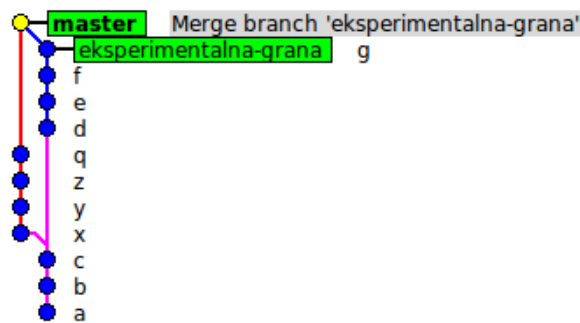 master Merge branch 'eksperimentalna-grana'
eksperimentalna-grana g
f
e
d
q
z
y
x
c
b
a